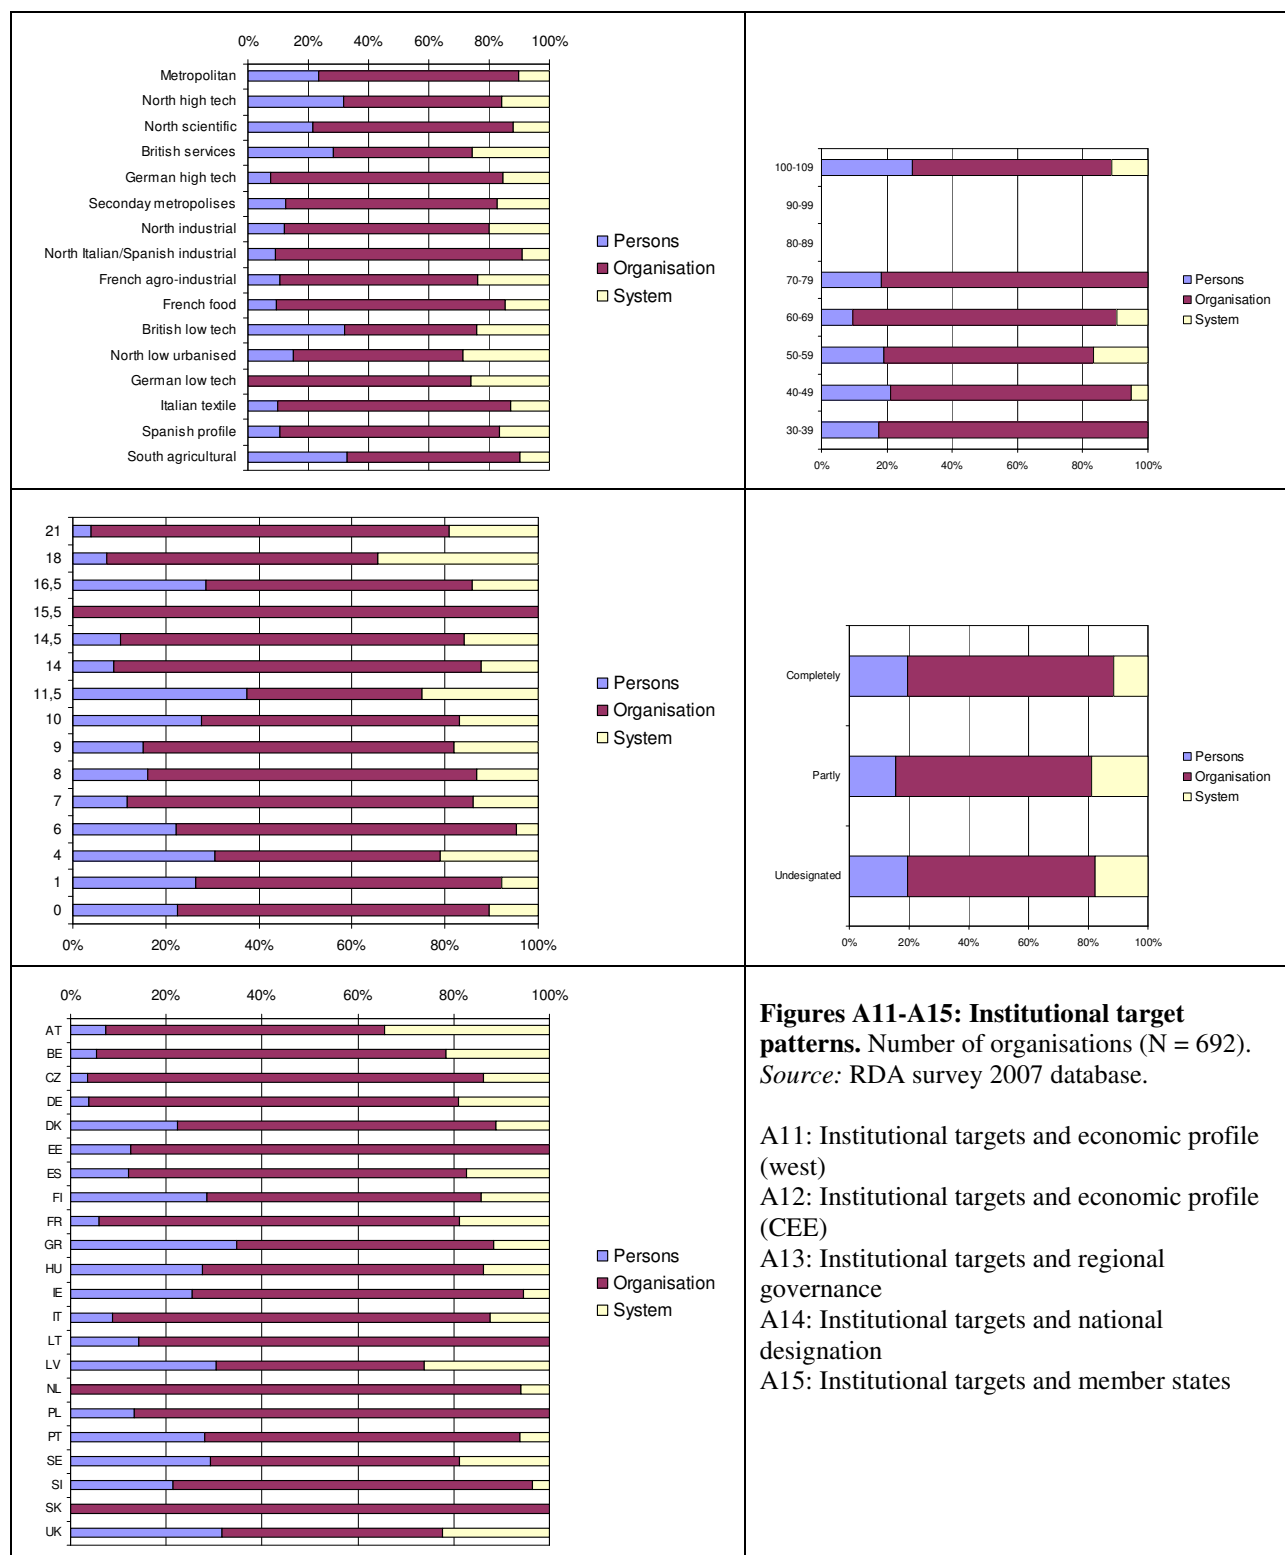 0% 20% 40% 60% 80% 100%
Metropolitan
North high tech
North scientific
British services
German high tech
Seconday metropolises
North industrial
North Italian/Spanish industrial
French agro-industrial
French food
British low tech
North low urbanised
German low tech
Italian textile
Spanish profile
South agricultural
Persons
Organisation
System
100-109
90-99
80-89
70-79
60-69
50-59
40-49
30-39
0% 20% 40% 60% 80% 100%
Persons
Organisation
System
21
18
16,5
15,5
14,5
14
11,5
10
9
8
7
6
4
1
0
0% 20% 40% 60% 80% 100%
Persons
Organisation
System
Completely
Partly
Undesignated
0% 20% 40% 60% 80% 100%
Persons
Organisation
System
0% 20% 40% 60% 80% 100%
AT
BE
CZ
DE
DK
EE
ES
FI
FR
GR
HU
IE
IT
LT
LV
NL
PL
PT
SE
SI
SK
UK
Persons
Organisation
System
Figures A11-A15: Institutional target
patterns. Number of organisations (N = 692).
Source: RDA survey 2007 database.
A11: Institutional targets and economic profile
(west)
A12: Institutional targets and economic profile
(CEE)
A13: Institutional targets and regional
governance
A14: Institutional targets and national
designation
A15: Institutional targets and member states